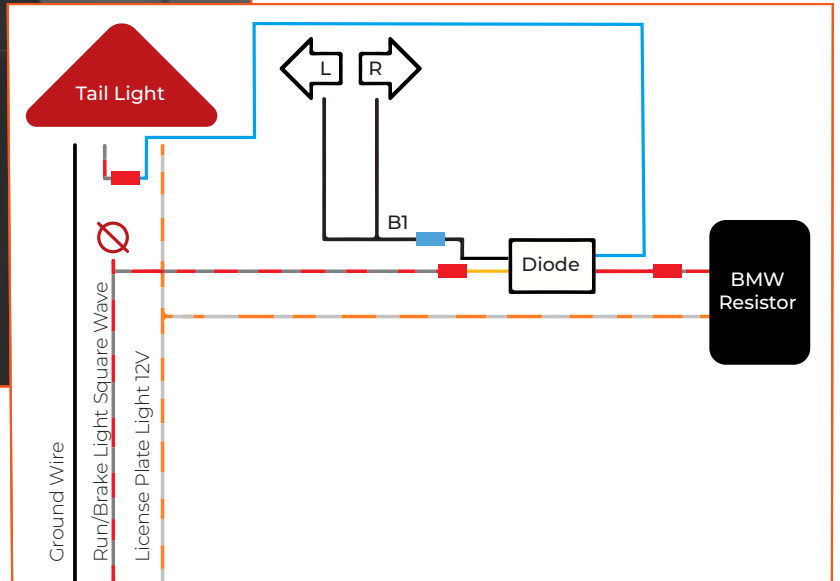 Tail Light
L
R
B1
Diode
BMW
Resistor
Ground Wire
Run/Brake Light Square Wave
License Plate Light 12V